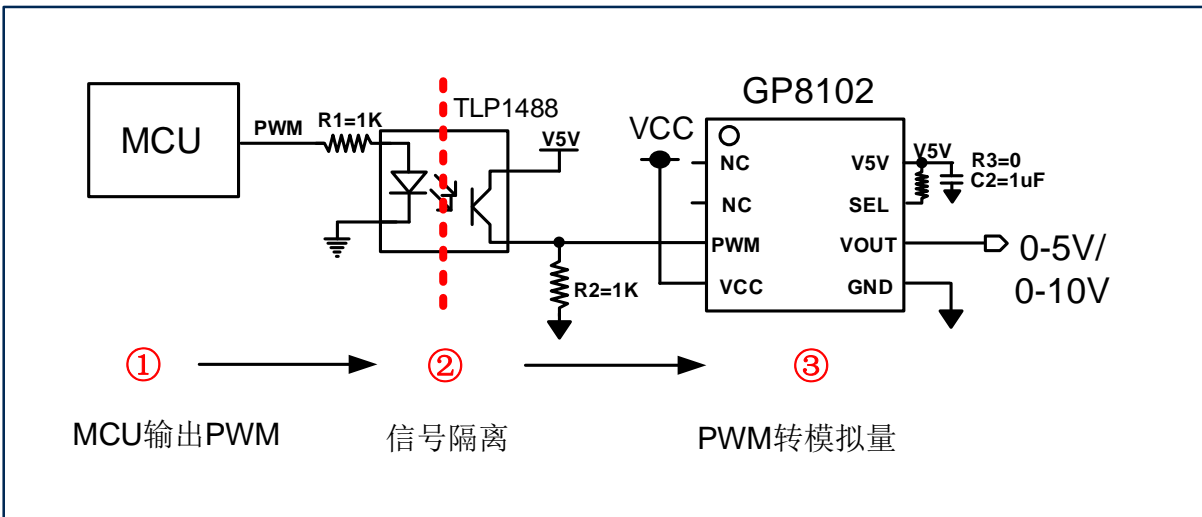 GP8102
TLP1488
MCU
PWM
R1=1K
V5V
VCC
NC
NC
PWM
VCC
V5V
SEL
VOUT
GND
V5V
R3=0
C2=1uF
R2=1K
0-5V/
0-10V
①
②
③
MCU输出PWM
信号隔离
PWM转模拟量